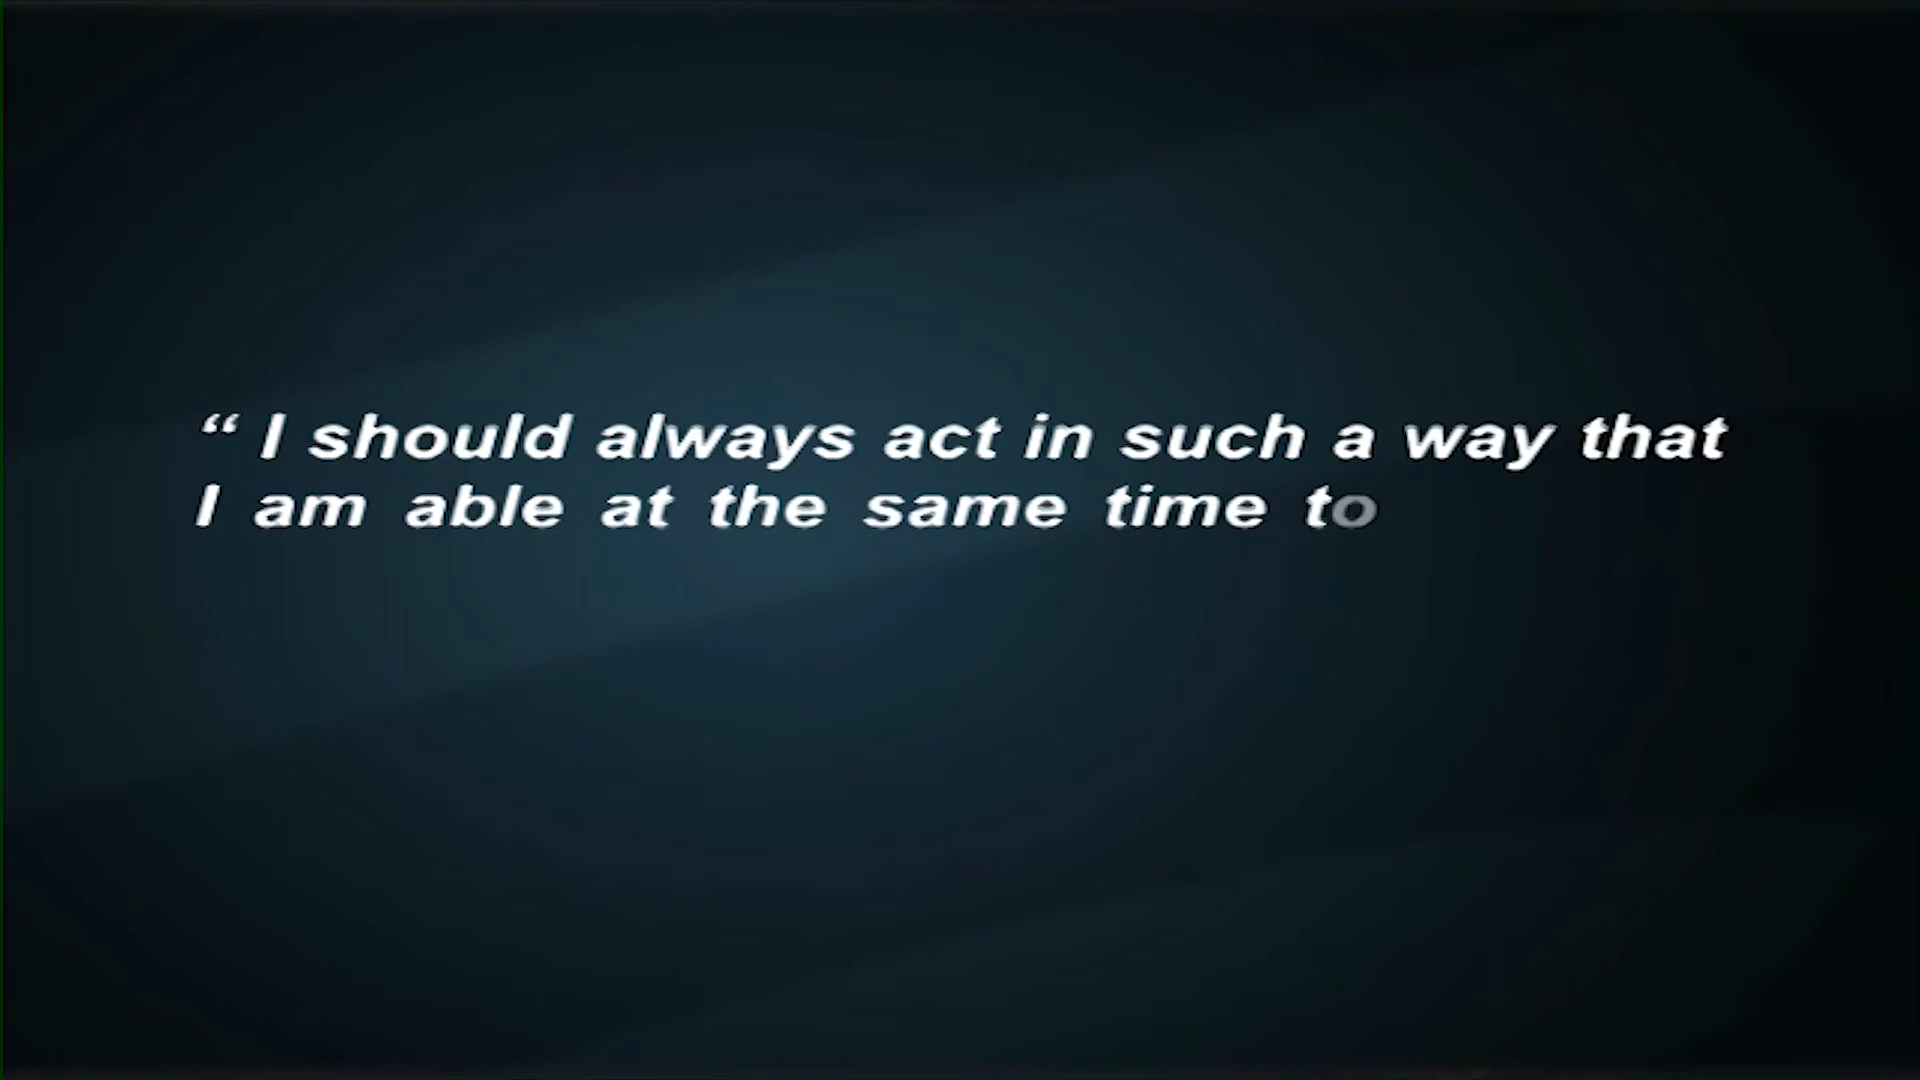 “ I should always act in such a way that
I am able at the same time to